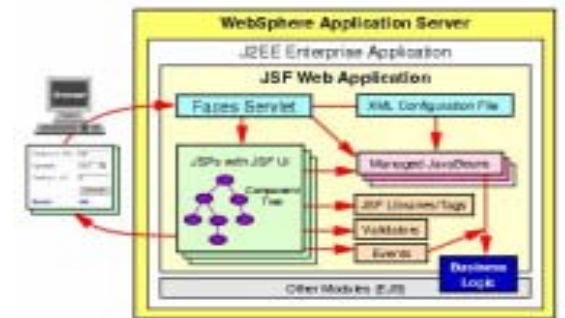 WebSphere Application Server
J2EE Enterprise Application
JSF Web Application
Browser
Faces Servlet
XML Configuration File
JSPs with JSF UI
Component
Tree
Managed JavaBeans
JSF Libraries/Tags
Validators
Events
Business
Logic
Other Modules (EJB)